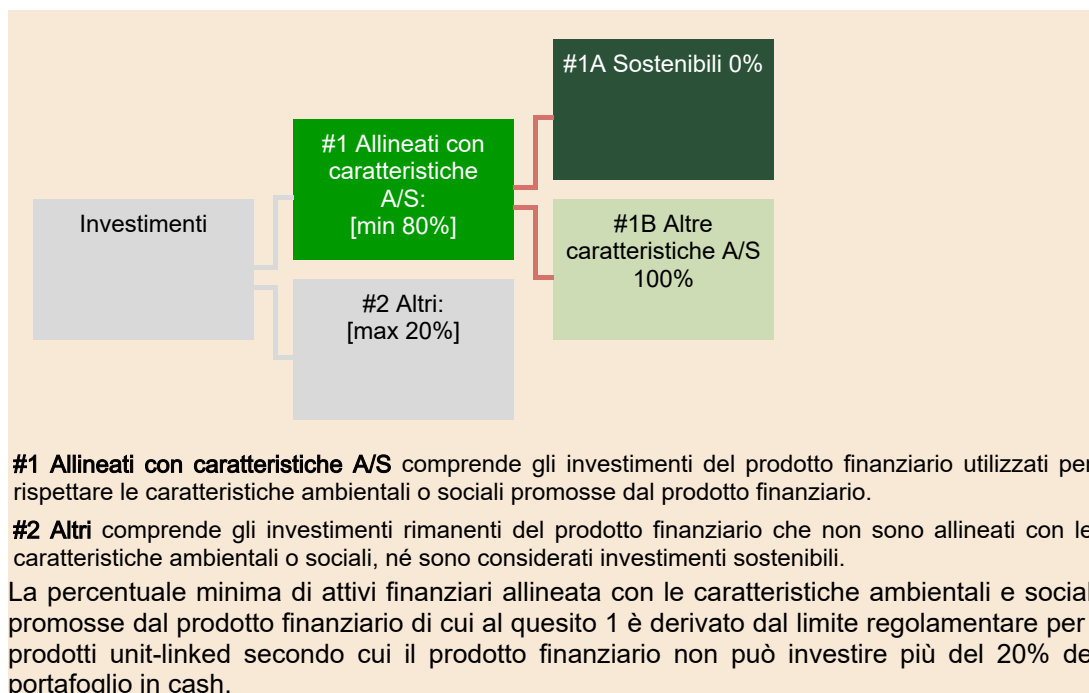 #1A Sostenibili 0%
#1 Allineati con
caratteristiche
A/S:
[min 80%]
Investimenti
#1B Altre
caratteristiche A/S
100%
#2 Altri:
[max 20%]
#1 Allineati con caratteristiche A/S comprende gli investimenti del prodotto finanziario utilizzati per
rispettare le caratteristiche ambientali o sociali promosse dal prodotto finanziario.
#2 Altri comprende gli investimenti rimanenti del prodotto finanziario che non sono allineati con le
caratteristiche ambientali o sociali, né sono considerati investimenti sostenibili.
La percentuale minima di attivi finanziari allineata con le caratteristiche ambientali e social
promosse dal prodotto finanziario di cui al quesito 1 è derivato dal limite regolamentare per
prodotti unit-linked secondo cui il prodotto finanziario non può investire più del 20% de
portafoglio in cash.